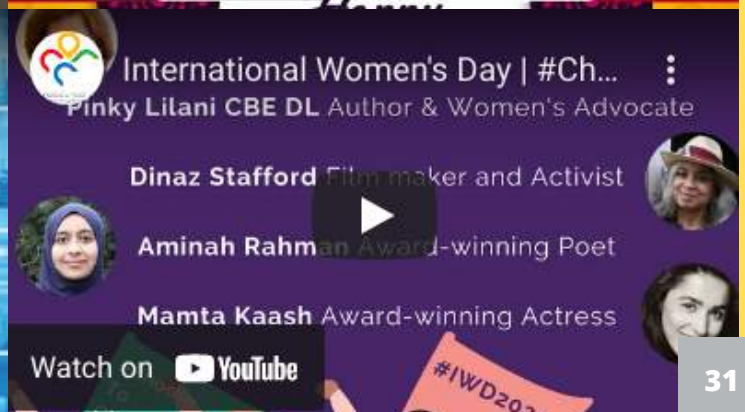 International Women's Day | #Ch...
Pinky Lilani CBE DL Author & Women's Advocate
Dinaz Stafford Film maker and Activist
Aminah Rahman Award-winning Poet
Mamta Kaash Award-winning Actress
Watch on YouTube
31